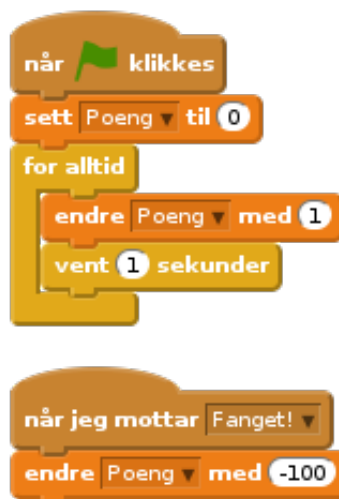 når klikkes
sett Poeng til 0
for alltid
endre Poeng med 1
vent 1 sekunder
når jeg mottar Fanget!
endre Poeng med -100